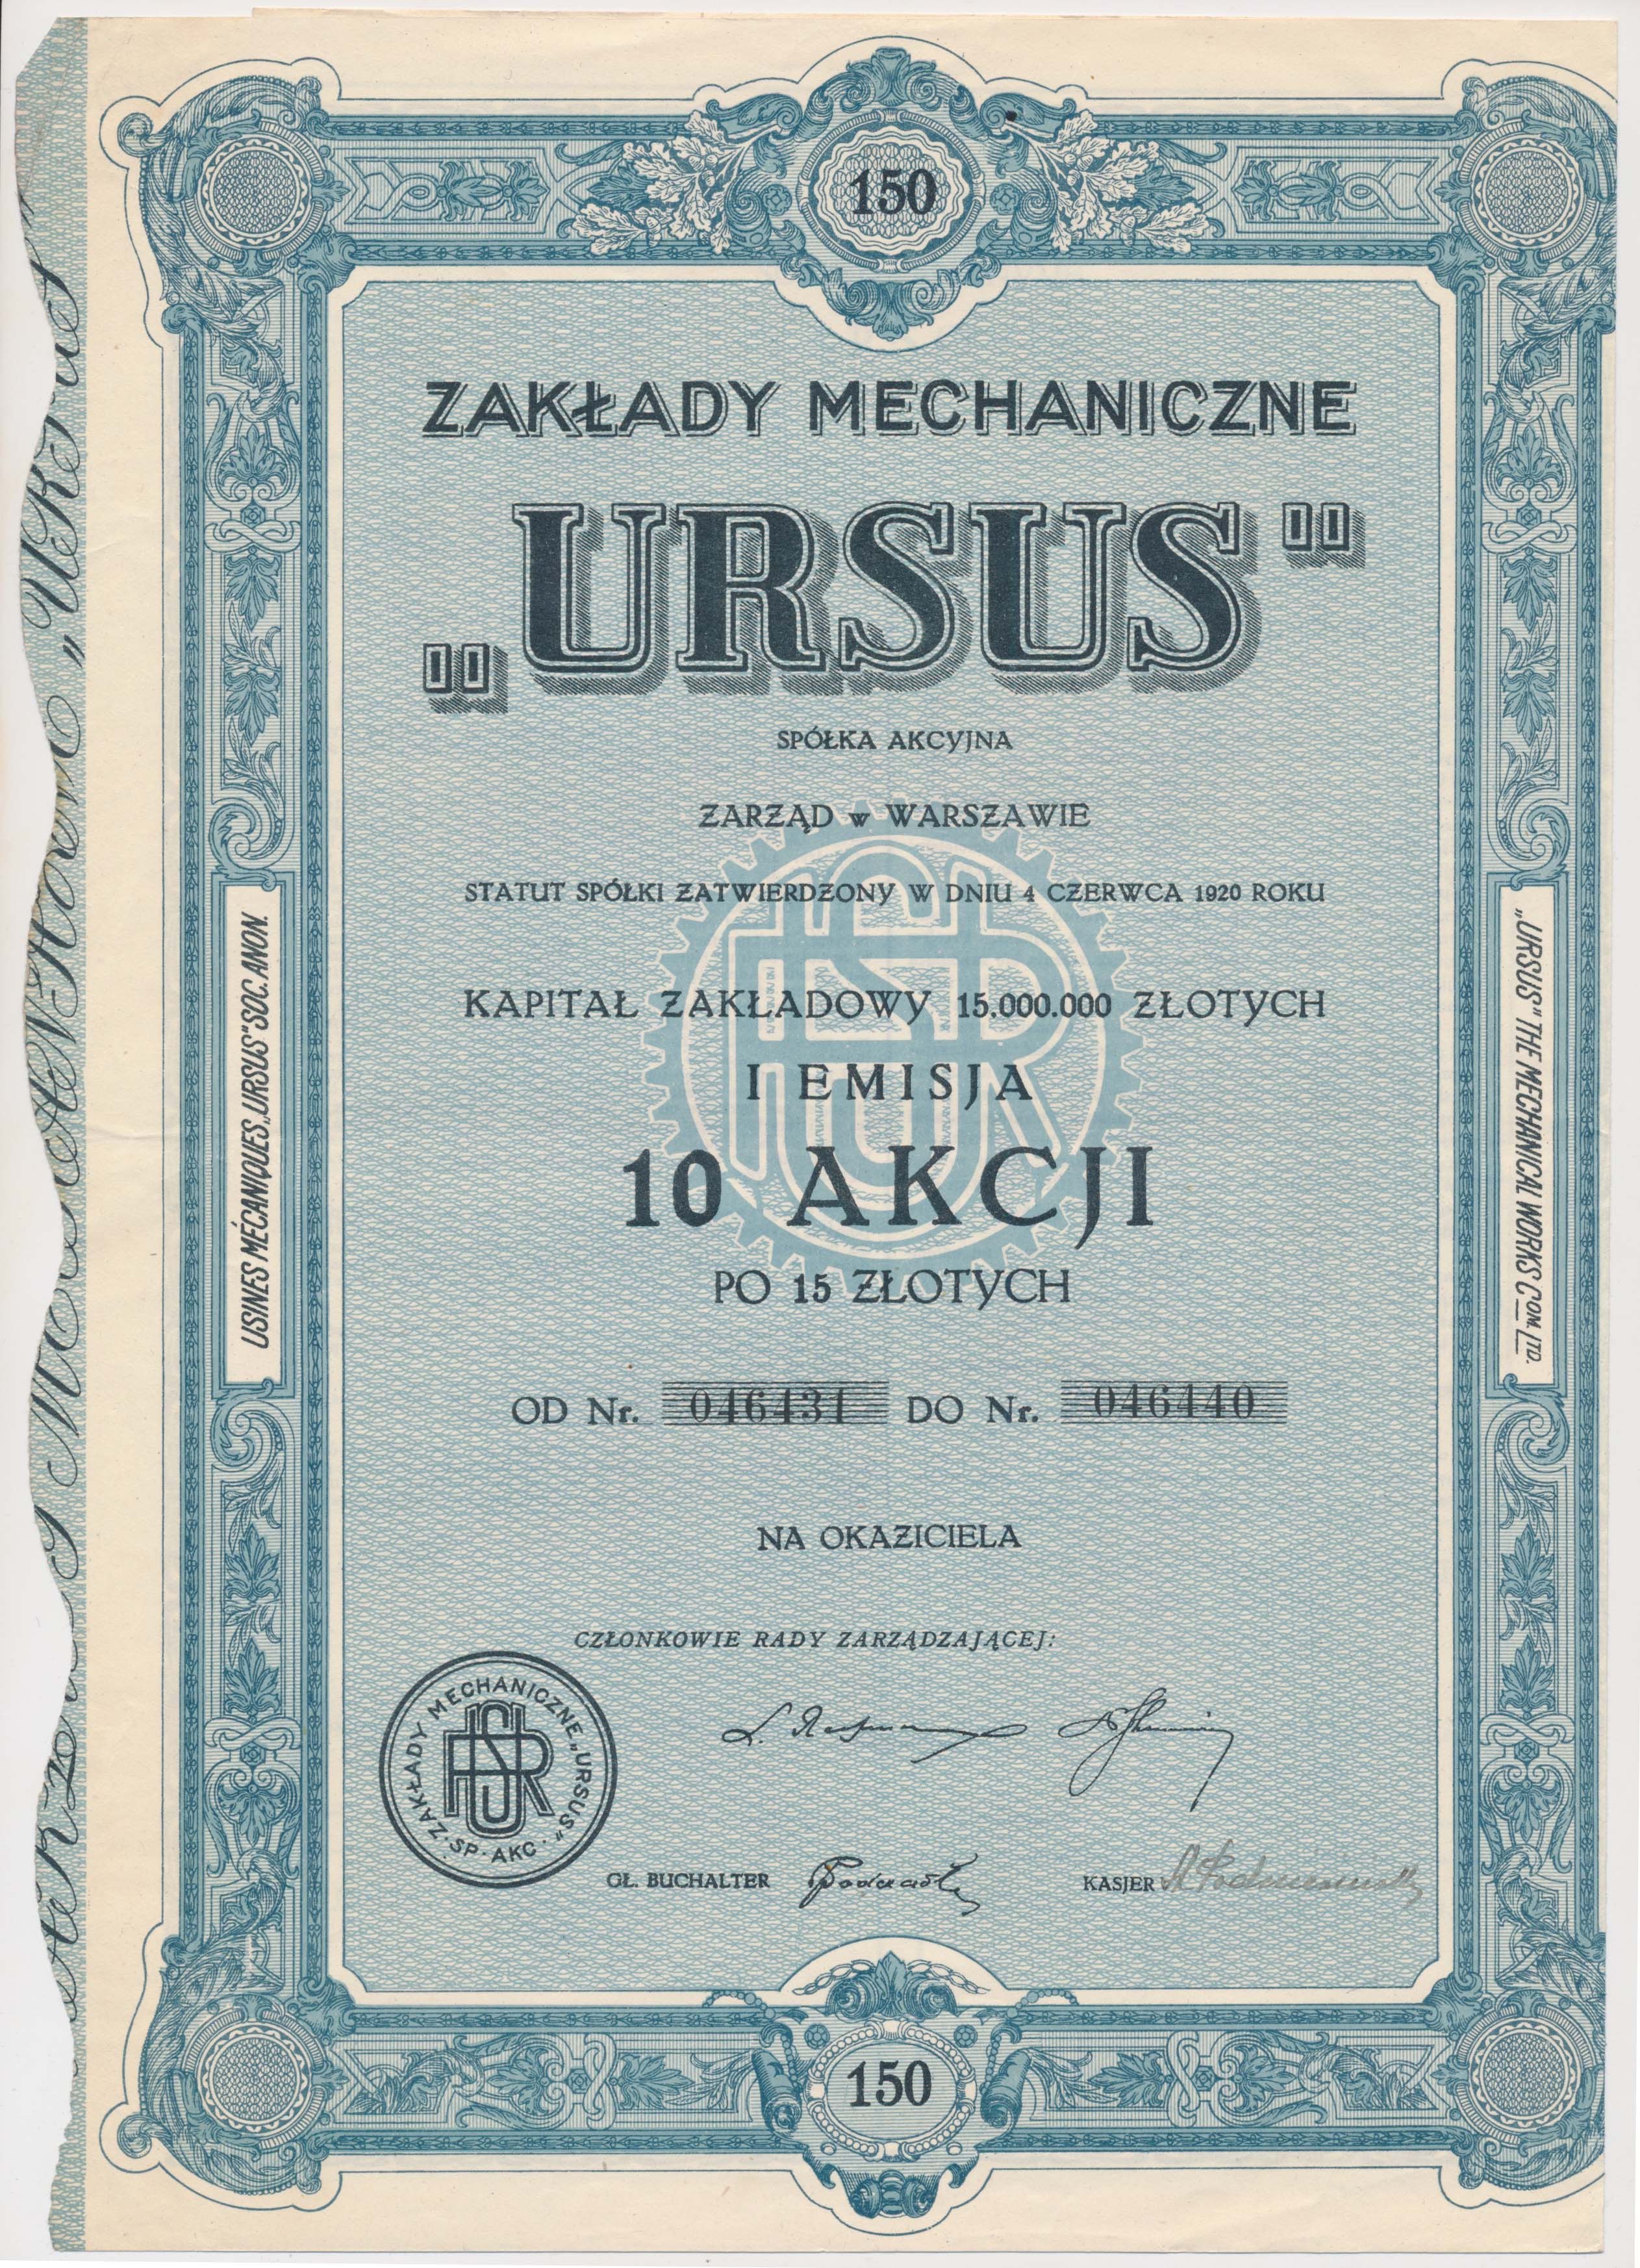 150
ZAKŁADY MECHANICZNE
„URSUS"
SPÓŁKA AKCYJNA
ZARZĄD w WARSZAWIE
STATUT SPÓŁKI ZATWIERDZONY W DNIU 4 CZERWCA 1920 ROKU
KAPITAŁ ZAKŁADOWY 15.000.000 ZŁOTYCH
I EMISJA
10 AKCJI
PO 15 ZŁOTYCH
OD Nr. 046431 DO Nr. 046440
NA OKAZICIELA
CZŁONKOWIE RADY ZARZĄDZAJĄCEJ:
ZAKŁADY MECHANICZNE „URSUS"
SP. AKC.
GŁ. BUCHALTER
KASJER
150
USINES MÉCANIQUES „URSUS" SOC. ANON.
„URSUS" THE MECHANICAL WORKS COM. LTD.
„URSUS"